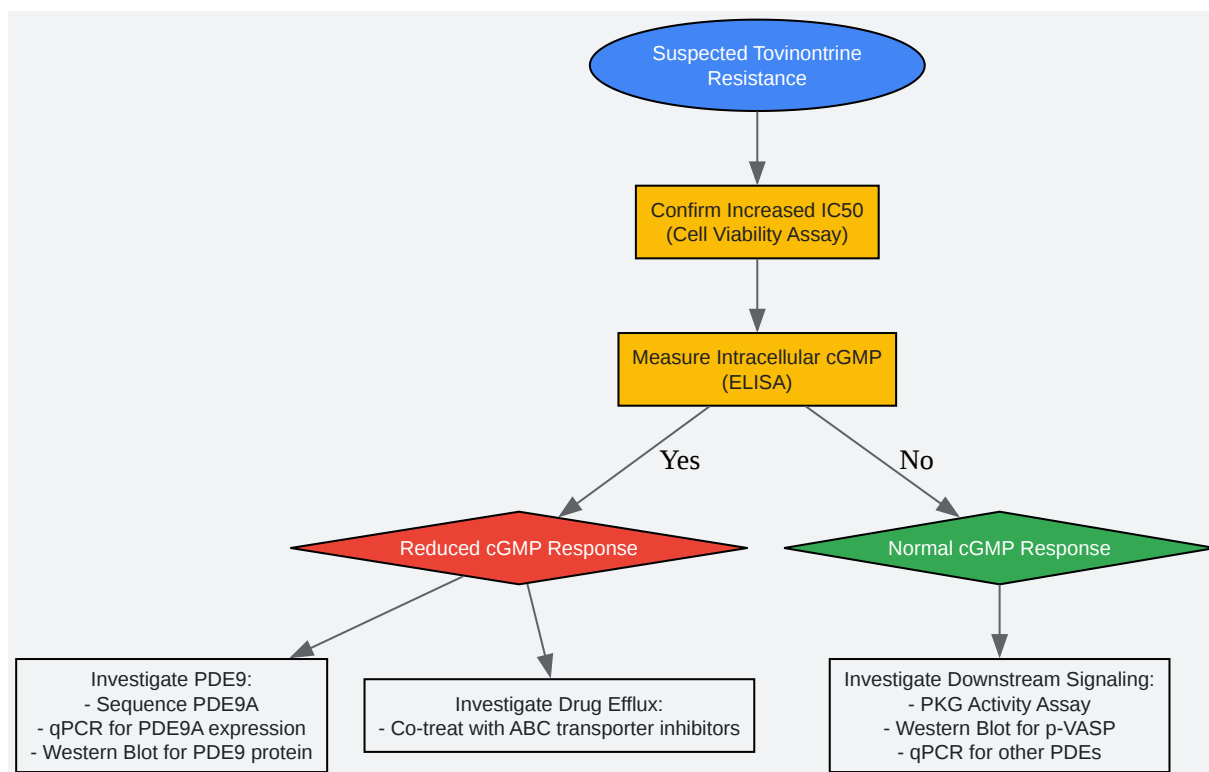 Suspected Tovinontrine
Resistance
Confirm Increased IC50
(Cell Viability Assay)
Measure Intracellular cGMP
(ELISA)
Yes
No
Reduced cGMP Response
Normal cGMP Response
Investigate PDE9:
- Sequence PDE9A
- qPCR for PDE9A expression
- Western Blot for PDE9 protein
Investigate Drug Efflux:
- Co-treat with ABC transporter inhibitors
Investigate Downstream Signaling:
- PKG Activity Assay
- Western Blot for p-VASP
- qPCR for other PDEs